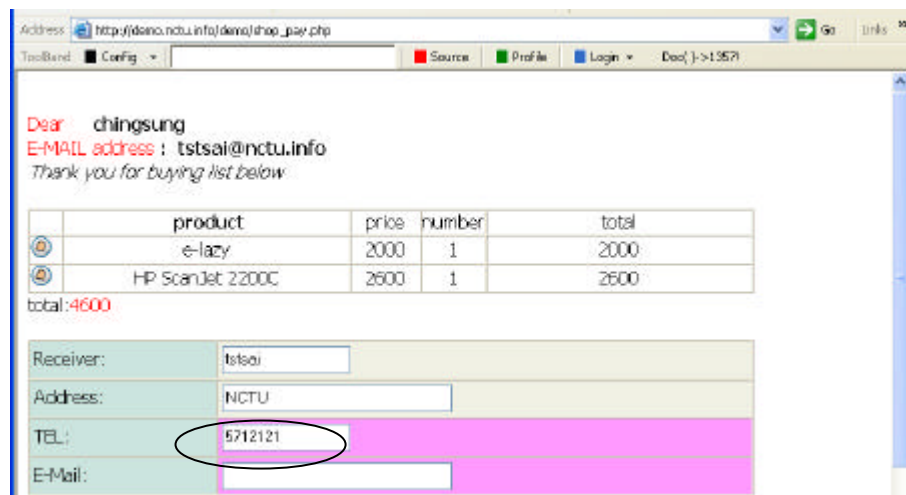 Address http://demo.nctu.info/demo/shop_pay.php Go Links »
ToolBand Config Source Profile Login Doc( )->1357!
Dear chingsung
E-MAIL address : tstsai@nctu.info
Thank you for buying list below
product price number total
e-lazy 2000 1 2000
HP ScanJet 2200C 2600 1 2600
total:4600
Receiver: tstsai
Address: NCTU
TEL: 5712121
E-Mail: